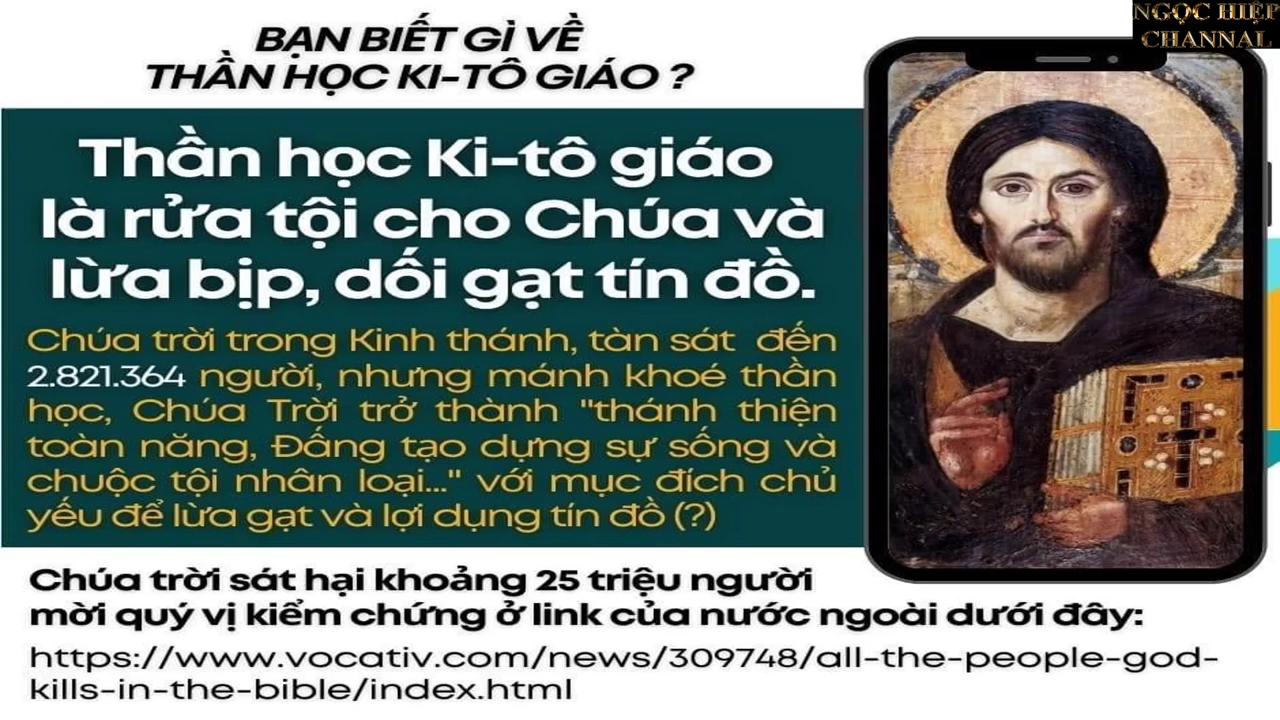 NGỌC HIỆP
CHANNAL
BẠN BIẾT GÌ VỀ
THẦN HỌC KI-TÔ GIÁO ?
Thần học Ki-tô giáo
là rửa tội cho Chúa và
lừa bịp, dối gạt tín đồ.
Chúa trời trong Kinh thánh, tàn sát đến
2.821.364 người, nhưng mánh khoé thần
học, Chúa Trời trở thành "thánh thiện
toàn năng, Đấng tạo dựng sự sống và
chuộc tội nhân loại..." với mục đích chủ
yếu để lừa gạt và lợi dụng tín đồ (?)
Chúa trời sát hại khoảng 25 triệu người
mời quý vị kiểm chứng ở link của nước ngoài dưới đây:
https://www.vocativ.com/news/309748/all-the-people-god-
kills-in-the-bible/index.html